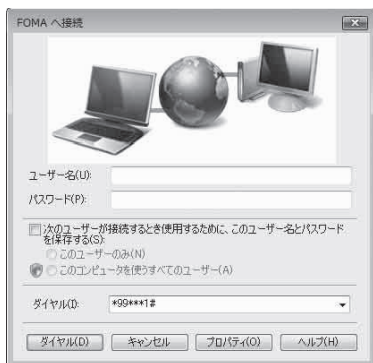 FOMA へ接続
ユーザー名(U):
パスワード(P):
次のユーザーが接続するとき使用するために、このユーザー名とパスワード
を保存する(S):
このユーザーのみ(N)
このコンピュータを使うすべてのユーザー(A)
ダイヤル(I):
*99***1#
ダイヤル(D)
キャンセル
プロパティ(O)
ヘルプ(H)